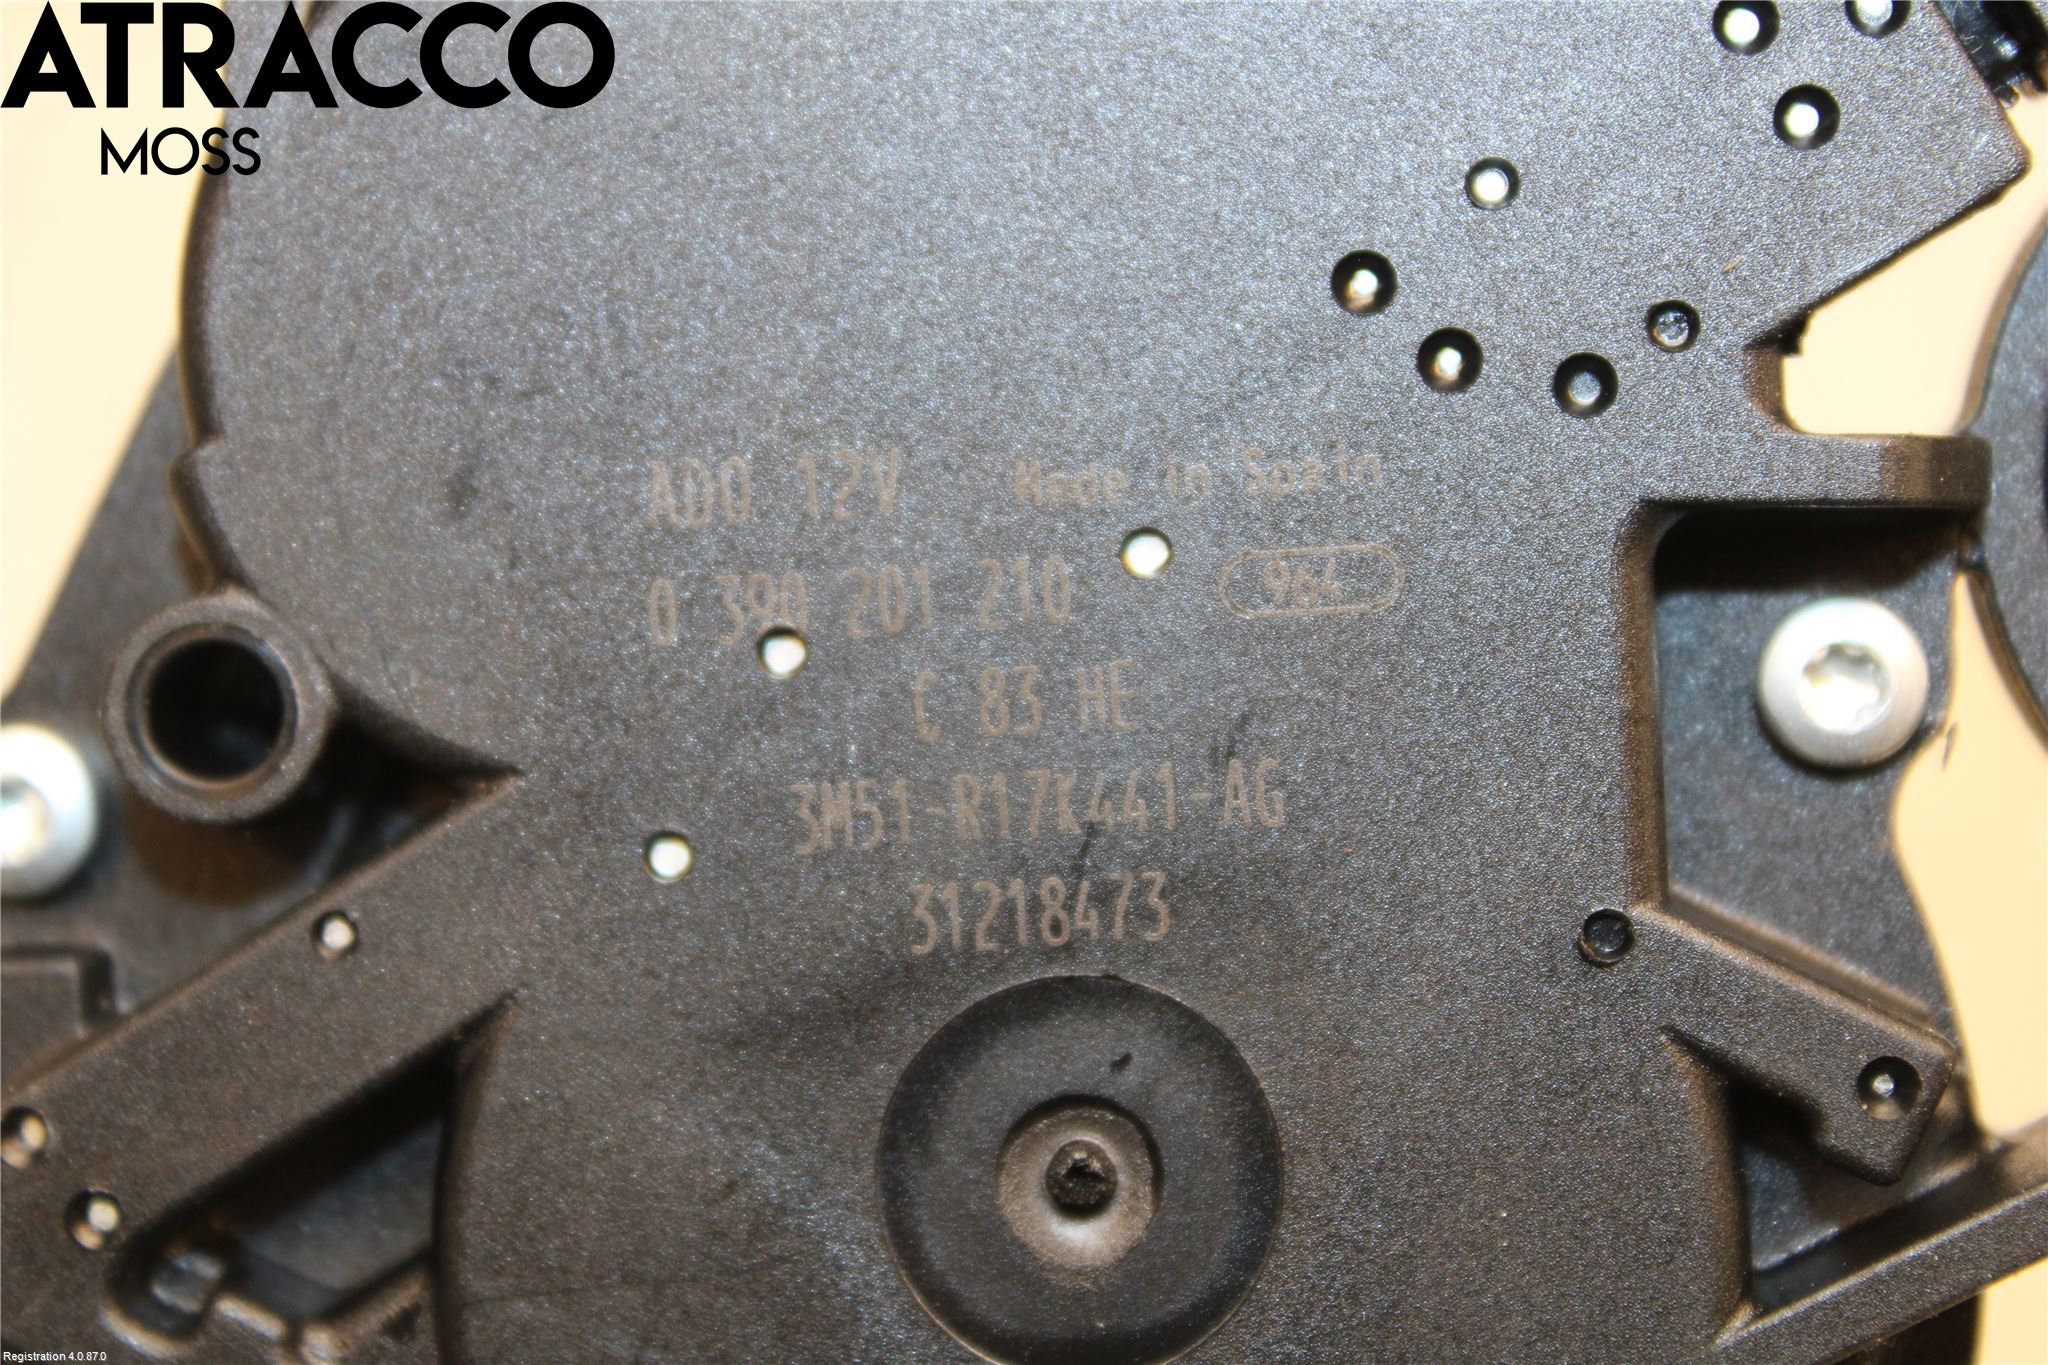 ATRACCO
MOSS
ADO 12V Made in Spain
0 390 201 210 964
C 83 HE
3M51-R17K441-AG
31218473
Registration 4.0.87.0